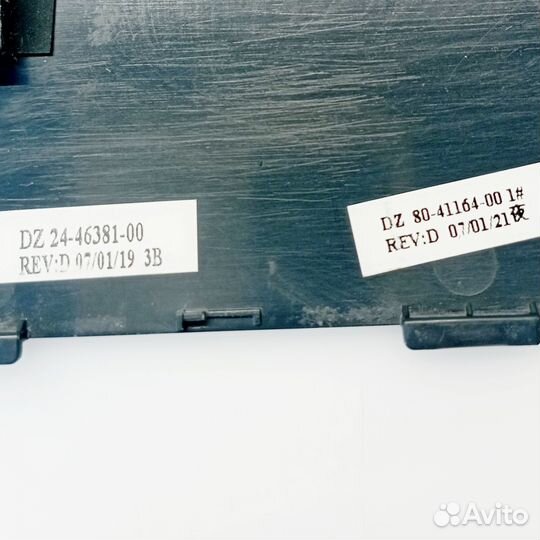 DZ 24-46381-00
REV:D 07/01/19 3B
DZ 80-41164-00 1#
REV:D 07/01/21夜
Avito